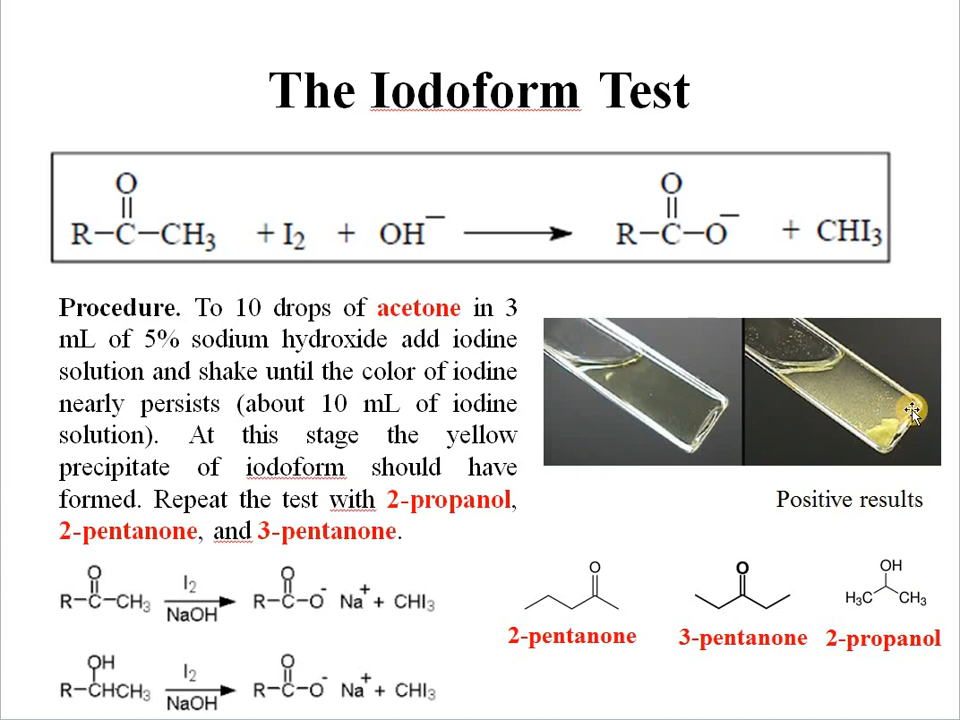 The Iodoform Test
O
R–C–CH3 + I2 + OH− R–C–O− + CHI3
O
Procedure. To 10 drops of acetone in 3
mL of 5% sodium hydroxide add iodine
solution and shake until the color of iodine
nearly persists (about 10 mL of iodine
solution). At this stage the yellow
precipitate of iodoform should have
formed. Repeat the test with 2-propanol,
2-pentanone, and 3-pentanone.
Positive results
O
R–C–CH3 I2 NaOH R–C–O− Na+ + CHI3
O
OH
R–CHCH3 I2 NaOH R–C–O− Na+ + CHI3
O
O
2-pentanone
O
3-pentanone
OH
H3C CH3
2-propanol